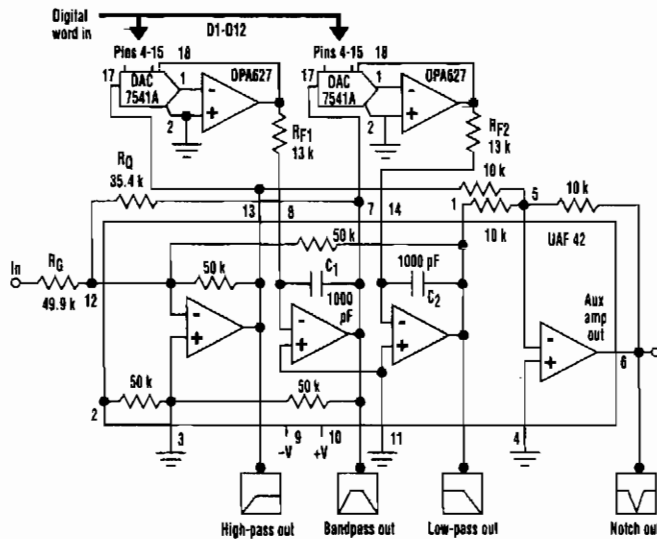 Digital
word in
D1-D12
Pins 4-15
18
Pins 4-15
18
17
DAC
7541A
1
2
OPA627
17
DAC
7541A
1
2
OPA627
RF1
13 k
RF2
13 k
RQ
35.4 k
10 k
13
8
7
14
1
5
10 k
10 k
UAF 42
In
RG
49.9 k
12
50 k
50 k
C1
1000
pF
1000 pF
C2
Aux
amp
out
6
50 k
50 k
2
3
9
-V
10
+V
11
4
High-pass out
Bandpass out
Low-pass out
Notch out